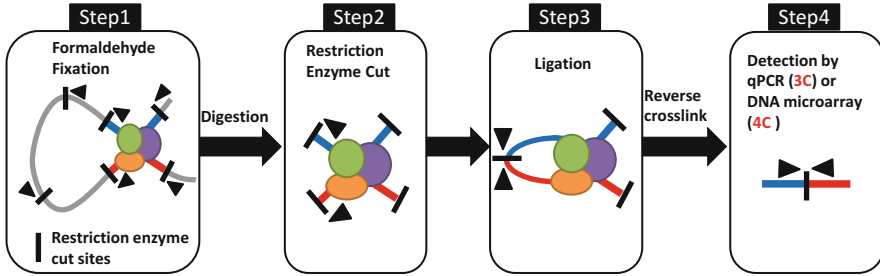 Step1
Formaldehyde
Fixation
Restriction enzyme
cut sites
Digestion
Step2
Restriction
Enzyme Cut
Step3
Ligation
Reverse
crosslink
Step4
Detection by
qPCR (3C) or
DNA microarray
(4C )